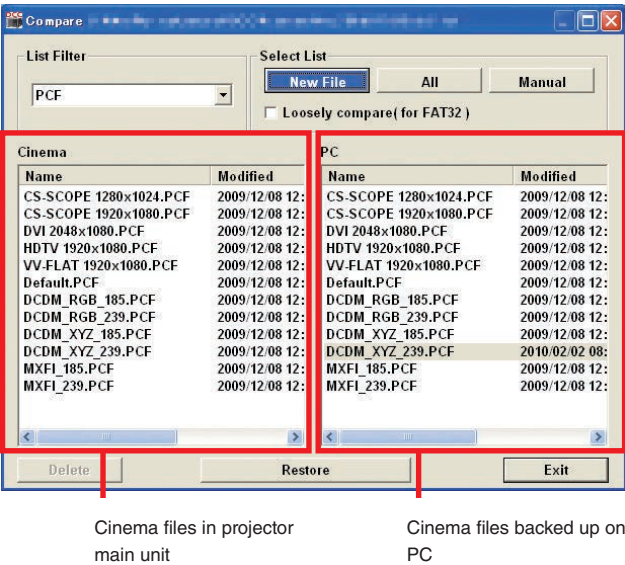 Compare
List Filter
Select List
PCF
New File
All
Manual
Loosely compare( for FAT32 )
Cinema
Name Modified
CS-SCOPE 1280x1024.PCF 2009/12/08 12:
CS-SCOPE 1920x1080.PCF 2009/12/08 12:
DVI 2048x1080.PCF 2009/12/08 12:
HDTV 1920x1080.PCF 2009/12/08 12:
VV-FLAT 1920x1080.PCF 2009/12/08 12:
Default.PCF 2009/12/08 12:
DCDM_RGB_185.PCF 2009/12/08 12:
DCDM_RGB_239.PCF 2009/12/08 12:
DCDM_XYZ_185.PCF 2009/12/08 12:
DCDM_XYZ_239.PCF 2009/12/08 12:
MXFI_185.PCF 2009/12/08 12:
MXFI_239.PCF 2009/12/08 12:
PC
Name Modified
CS-SCOPE 1280x1024.PCF 2009/12/08 12:
CS-SCOPE 1920x1080.PCF 2009/12/08 12:
DVI 2048x1080.PCF 2009/12/08 12:
HDTV 1920x1080.PCF 2009/12/08 12:
VV-FLAT 1920x1080.PCF 2009/12/08 12:
Default.PCF 2009/12/08 12:
DCDM_RGB_185.PCF 2009/12/08 12:
DCDM_RGB_239.PCF 2009/12/08 12:
DCDM_XYZ_185.PCF 2009/12/08 12:
DCDM_XYZ_239.PCF 2010/02/02 08:
MXFI_185.PCF 2009/12/08 12:
MXFI_239.PCF 2009/12/08 12:
Delete
Restore
Exit
Cinema files in projector
main unit
Cinema files backed up on
PC